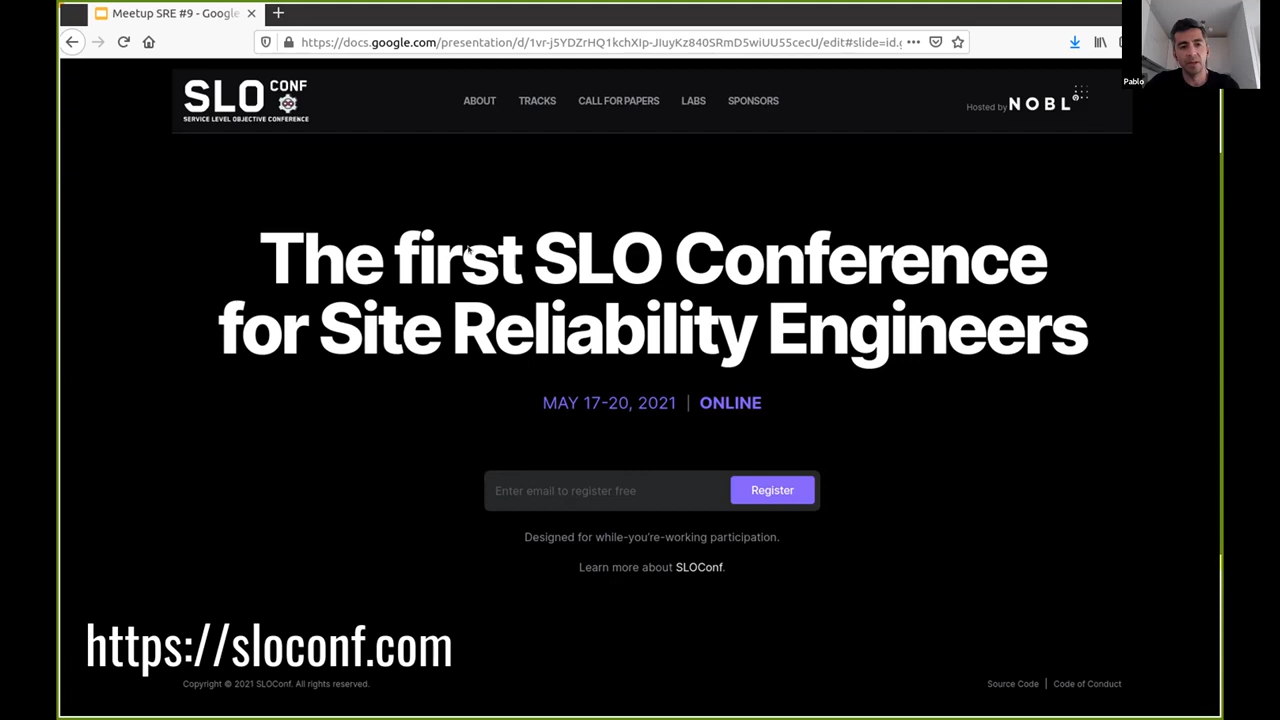 Meetup SRE #9 - Google
https://docs.google.com/presentation/d/1vr-j5YDZrHQ1kchXIp-JIuyKz840SRmD5wiUU55cecU/edit#slide=id.g
Pablo
SLO CONF
SERVICE LEVEL OBJECTIVE CONFERENCE
ABOUT TRACKS CALL FOR PAPERS LABS SPONSORS
Hosted by NOBL9
The first SLO Conference
for Site Reliability Engineers
MAY 17-20, 2021 | ONLINE
Enter email to register free Register
Designed for while-you're-working participation.
Learn more about SLOConf.
https://sloconf.com
Copyright © 2021 SLOConf. All rights reserved.
Source Code | Code of Conduct